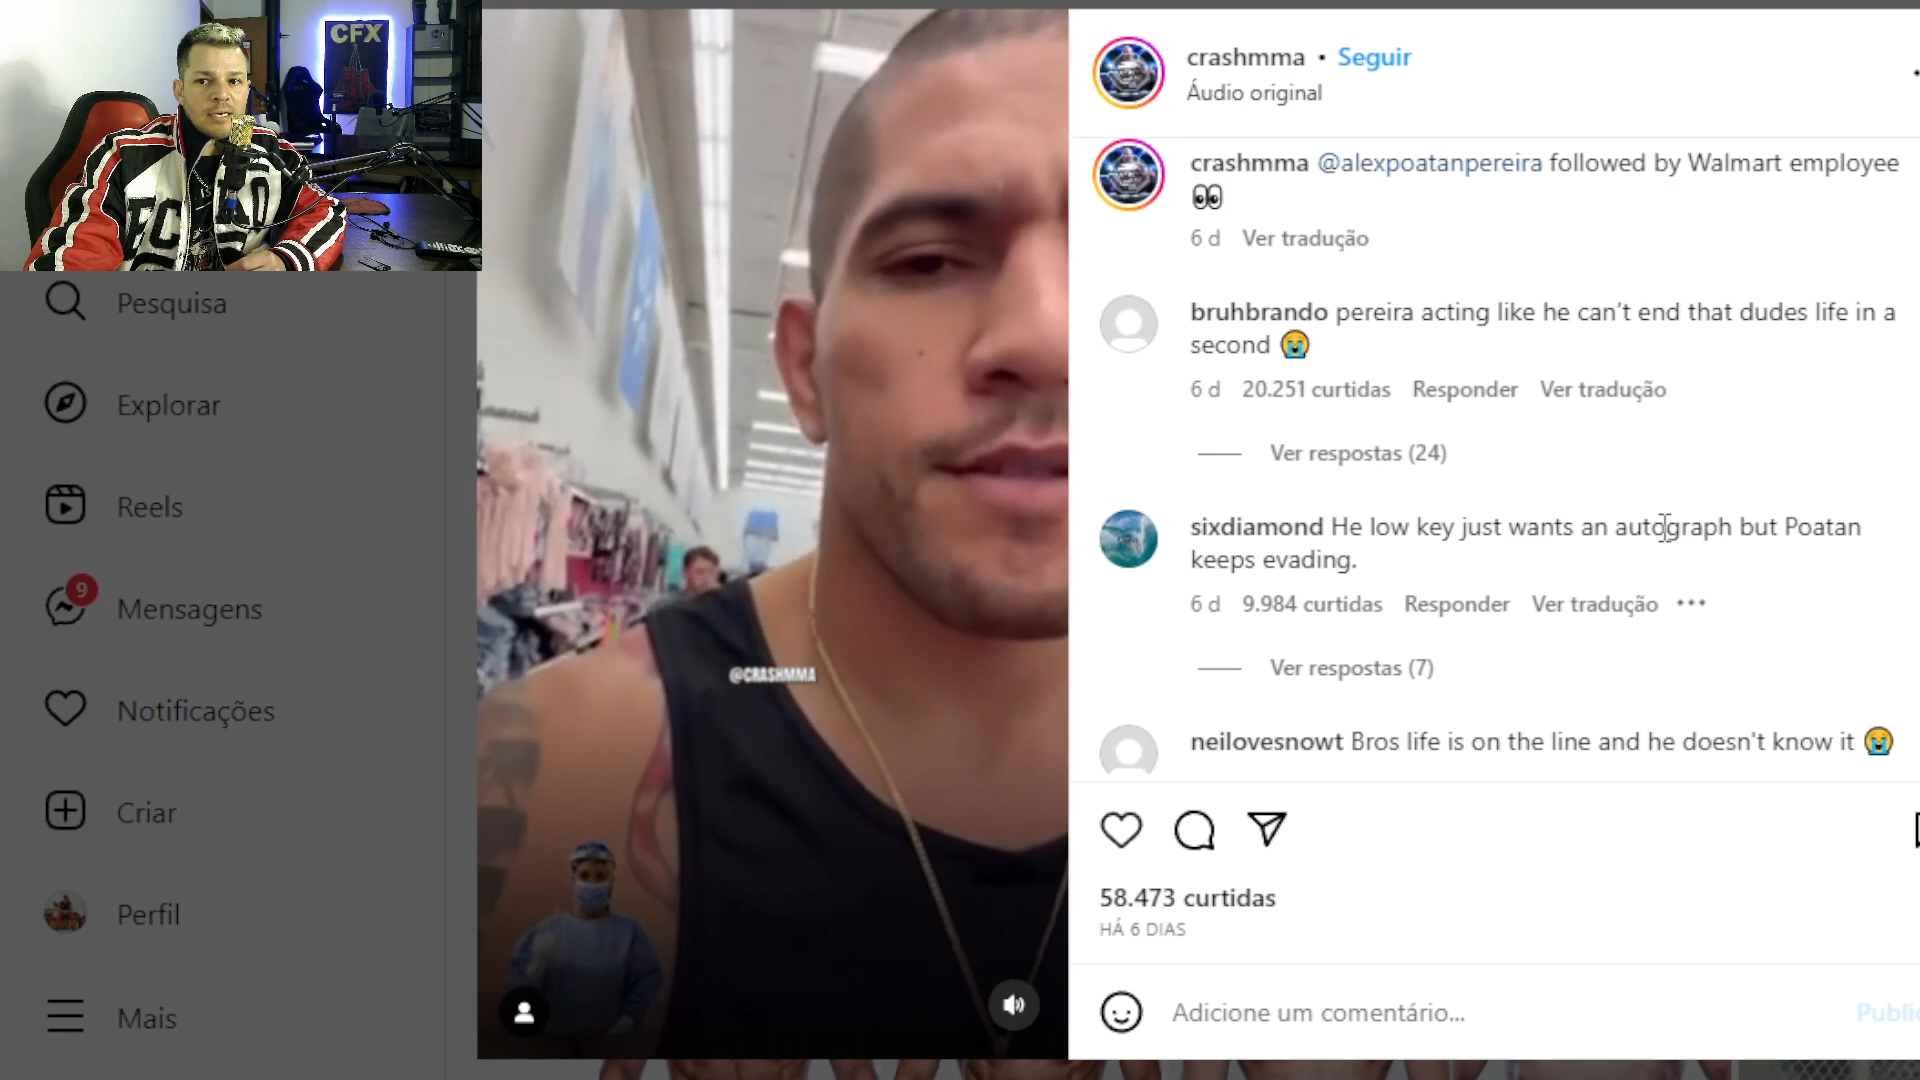 CFX
crashmma • Seguir
Áudio original
crashmma @alexpoatanpereira followed by Walmart employee
👀
6 d Ver tradução
bruhbrando pereira acting like he can't end that dudes life in a
second 😭
6 d 20.251 curtidas Responder Ver tradução
Ver respostas (24)
sixdiamond He low key just wants an autograph but Poatan
keeps evading.
6 d 9.984 curtidas Responder Ver tradução •••
Ver respostas (7)
neilovesnowt Bros life is on the line and he doesn't know it 😭
58.473 curtidas
HÁ 6 DIAS
Adicione um comentário...
Pesquisa
Explorar
Reels
9
Mensagens
Notificações
Criar
Perfil
Mais
@CRASHMMA